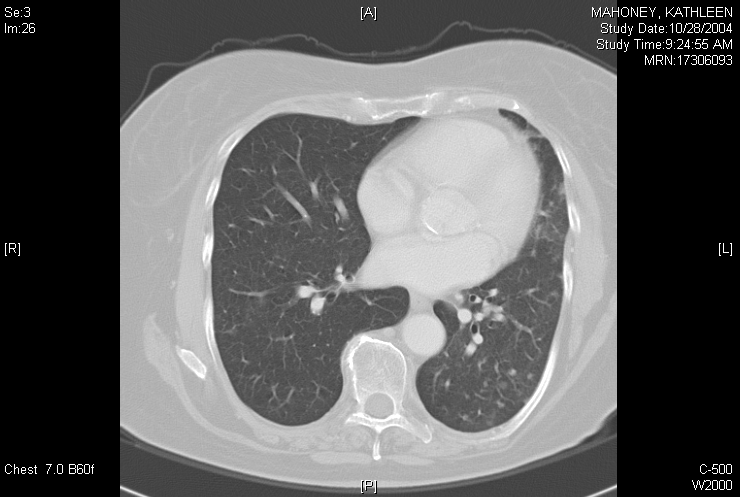 Se:3
Im:26
[A]
MAHONEY, KATHLEEN
Study Date:10/28/2004
Study Time:9:24:55 AM
MRN:17306093
[R]
[L]
Chest 7.0 B60f
[P]
C-500
W2000